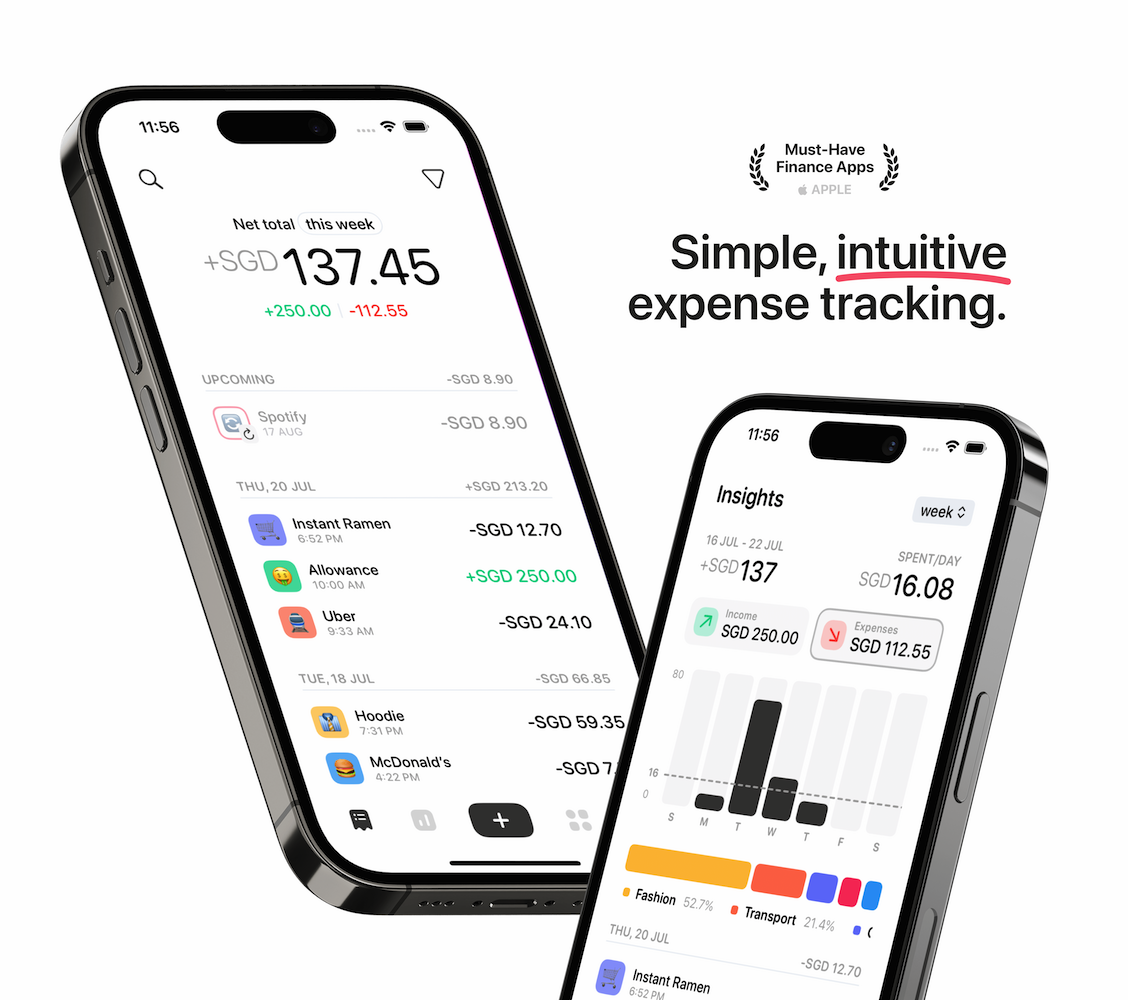 Must-Have
Finance Apps
APPLE
Simple, intuitive
expense tracking.
11:56
Net total this week
+SGD 137.45
+250.00 -112.55
UPCOMING -SGD 8.90
Spotify -SGD 8.90
17 AUG
THU, 20 JUL +SGD 213.20
Instant Ramen -SGD 12.70
6:52 PM
Allowance +SGD 250.00
10:00 AM
Uber -SGD 24.10
9:33 AM
TUE, 18 JUL -SGD 66.85
Hoodie -SGD 59.35
7:31 PM
McDonald's -SGD 7.
4:22 PM
11:56
Insights week
16 JUL - 22 JUL SPENT/DAY
+SGD 137 SGD 16.08
Income Expenses
SGD 250.00 SGD 112.55
80
16
0
S M T W T F S
Fashion 52.7% Transport 21.4%
THU, 20 JUL -SGD 12.70
Instant Ramen
6:52 PM